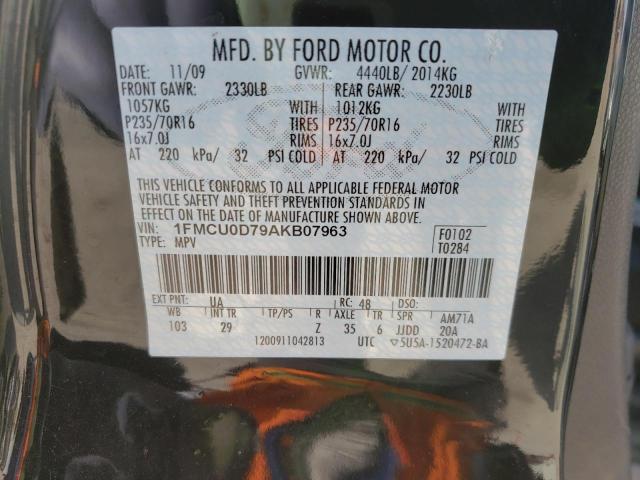 MFD. BY FORD MOTOR CO.
DATE: 11/09 GVWR: 4440LB/ 2014KG
FRONT GAWR: 2330LB REAR GAWR: 2230LB
1057KG WITH 1012KG WITH
P235/70R16 TIRES P235/70R16 TIRES
16x7.0J RIMS 16x7.0J RIMS
AT 220 kPa/ 32 PSI COLD AT 220 kPa/ 32 PSI COLD
THIS VEHICLE CONFORMS TO ALL APPLICABLE FEDERAL MOTOR
VEHICLE SAFETY AND THEFT PREVENTION STANDARDS IN
EFFECT ON THE DATE OF MANUFACTURE SHOWN ABOVE.
VIN: 1FMCU0D79AKB07963 F0102
TYPE: MPV T0284
EXT PNT: UA RC: 48 DSO:
WB INT TR TP/PS R AXLE TR SPR AM71A
103 29 Z 35 6 JJDD 20A
1200911042813 UTC 5U5A-1520472-BA